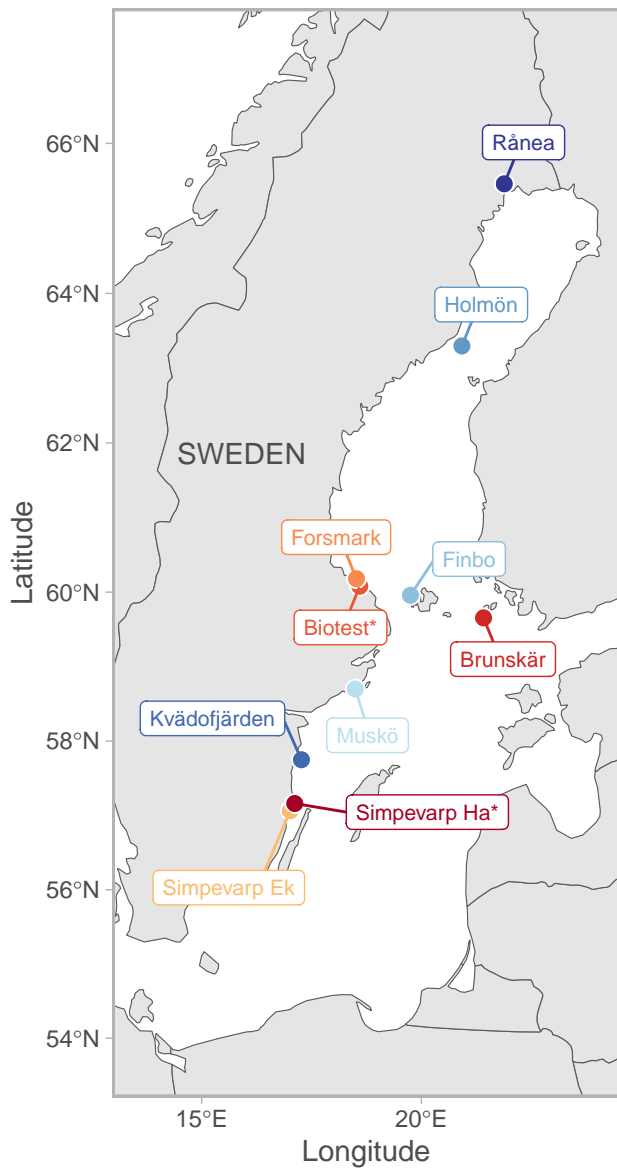 66°N
Rånea
64°N
Holmön
62°N
SWEDEN
Forsmark
Finbo
60°N
Biotest*
Brunskär
Kvädofjärden
Muskö
58°N
Simpevarp Ha*
56°N
Simpevarp Ek
54°N
Latitude
15°E
20°E
Longitude